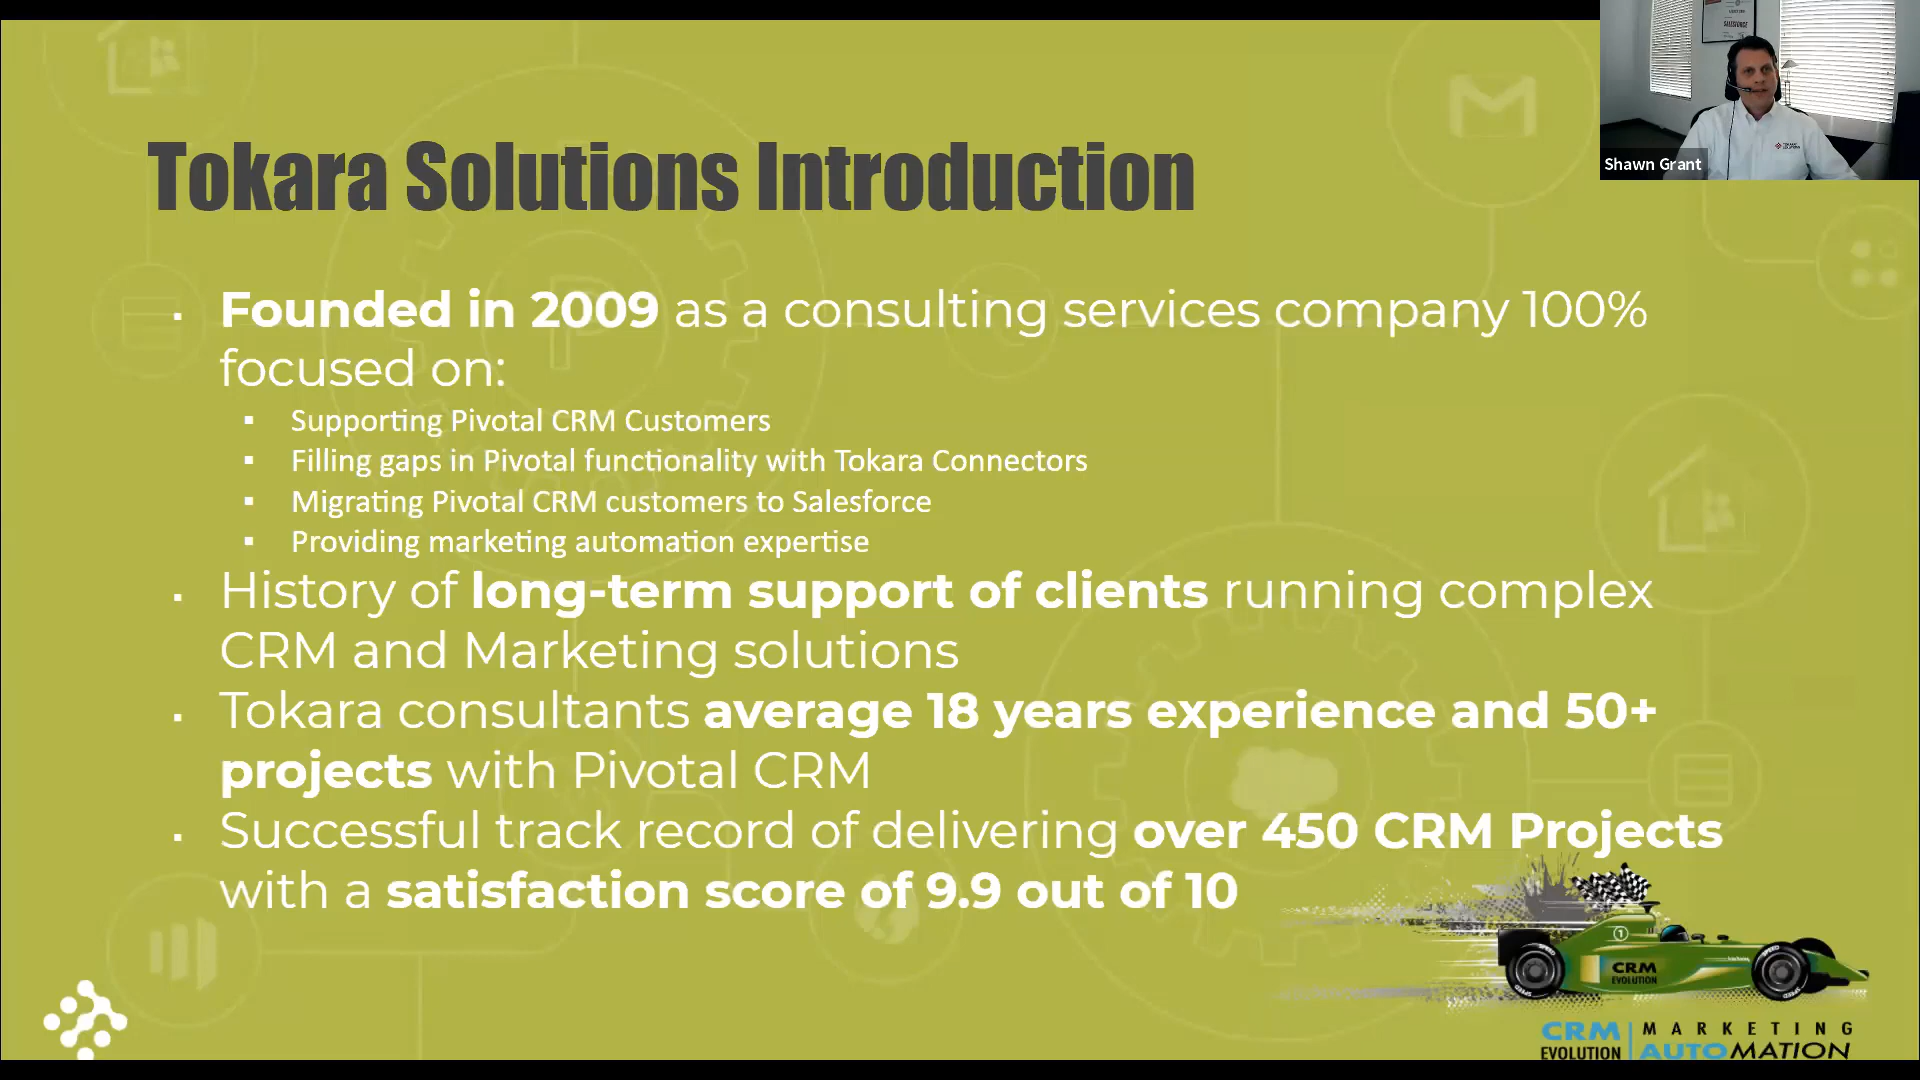 SALESFORCE
Shawn Grant
Tokara Solutions Introduction
Founded in 2009 as a consulting services company 100%
focused on:
Supporting Pivotal CRM Customers
Filling gaps in Pivotal functionality with Tokara Connectors
Migrating Pivotal CRM customers to Salesforce
Providing marketing automation expertise
History of long-term support of clients running complex
CRM and Marketing solutions
Tokara consultants average 18 years experience and 50+
projects with Pivotal CRM
Successful track record of delivering over 450 CRM Projects
with a satisfaction score of 9.9 out of 10
1
CRM
EVOLUTION
SPEED
SPEED
CRM
EVOLUTION
MARKETING
AUTOMATION